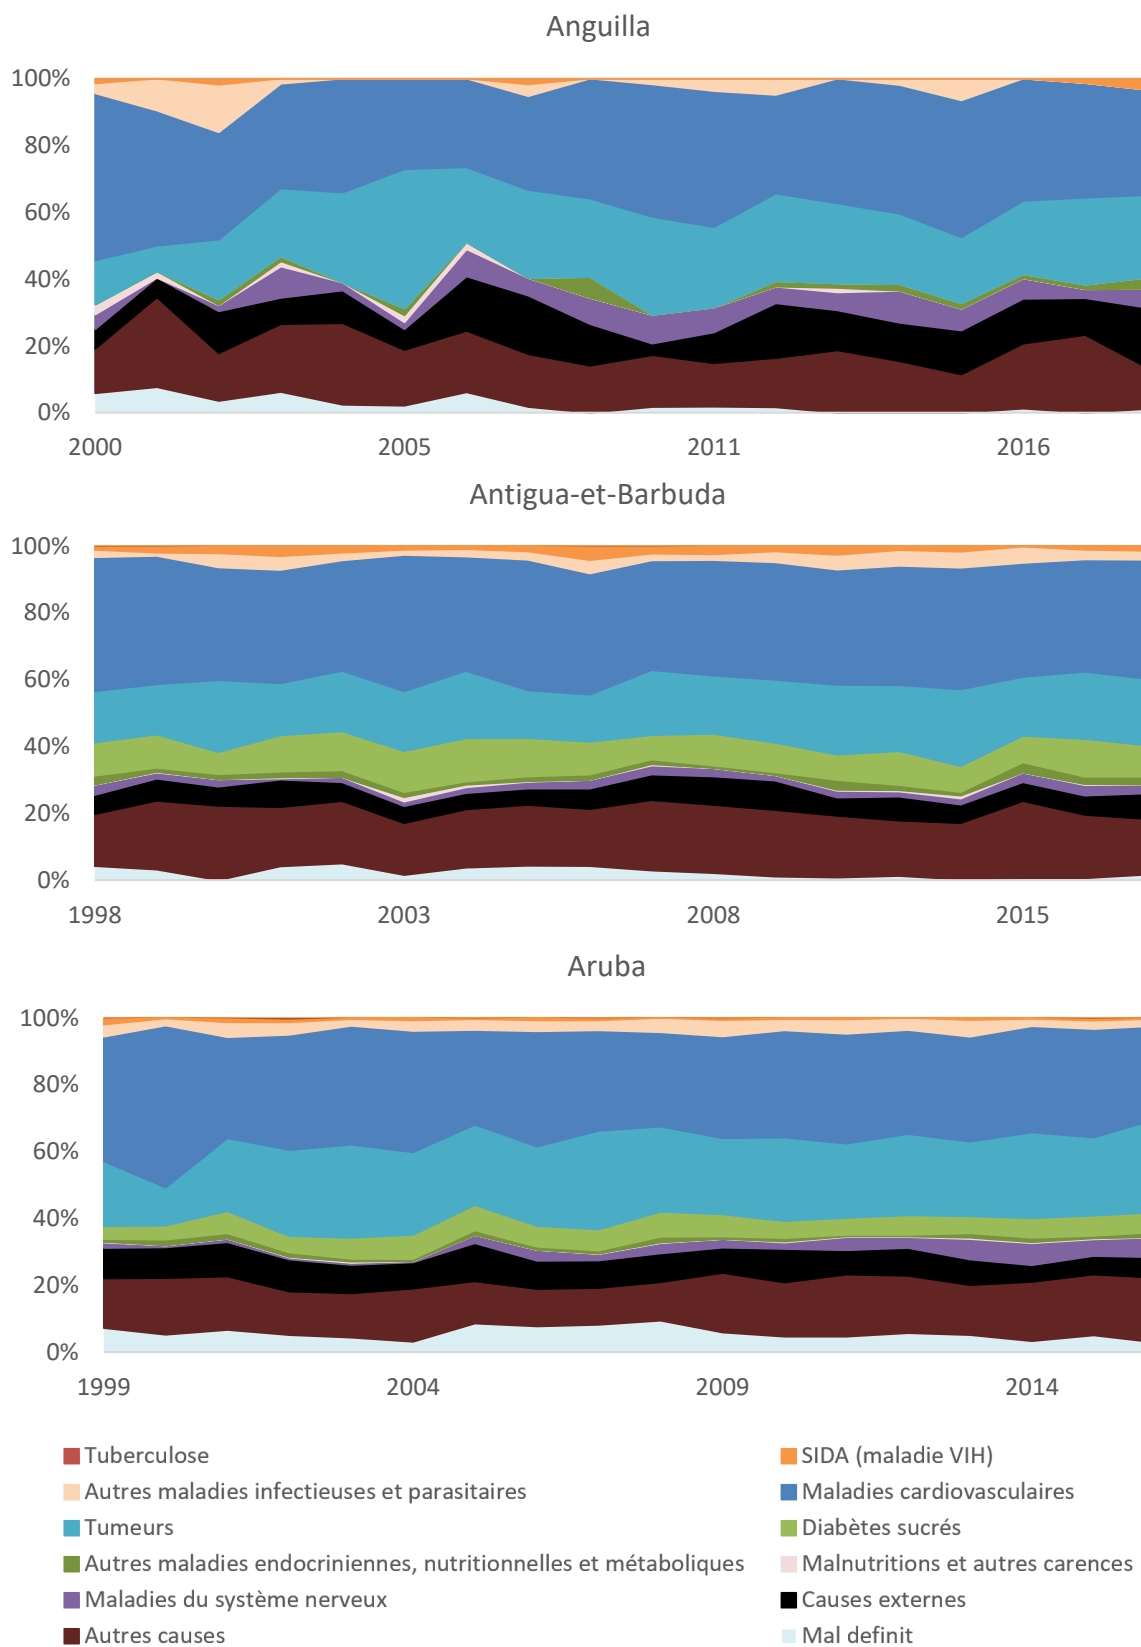 Anguilla
100%
80%
60%
40%
20%
0%
2000 2005 2011 2016
Antigua-et-Barbuda
100%
80%
60%
40%
20%
0%
1998 2003 2008 2015
Aruba
100%
80%
60%
40%
20%
0%
1999 2004 2009 2014
Tuberculose SIDA (maladie VIH)
Autres maladies infectieuses et parasitaires Maladies cardiovasculaires
Tumeurs Diabètes sucrés
Autres maladies endocriniennes, nutritionnelles et métaboliques Malnutritions et autres carences
Maladies du système nerveux Causes externes
Autres causes Mal definit